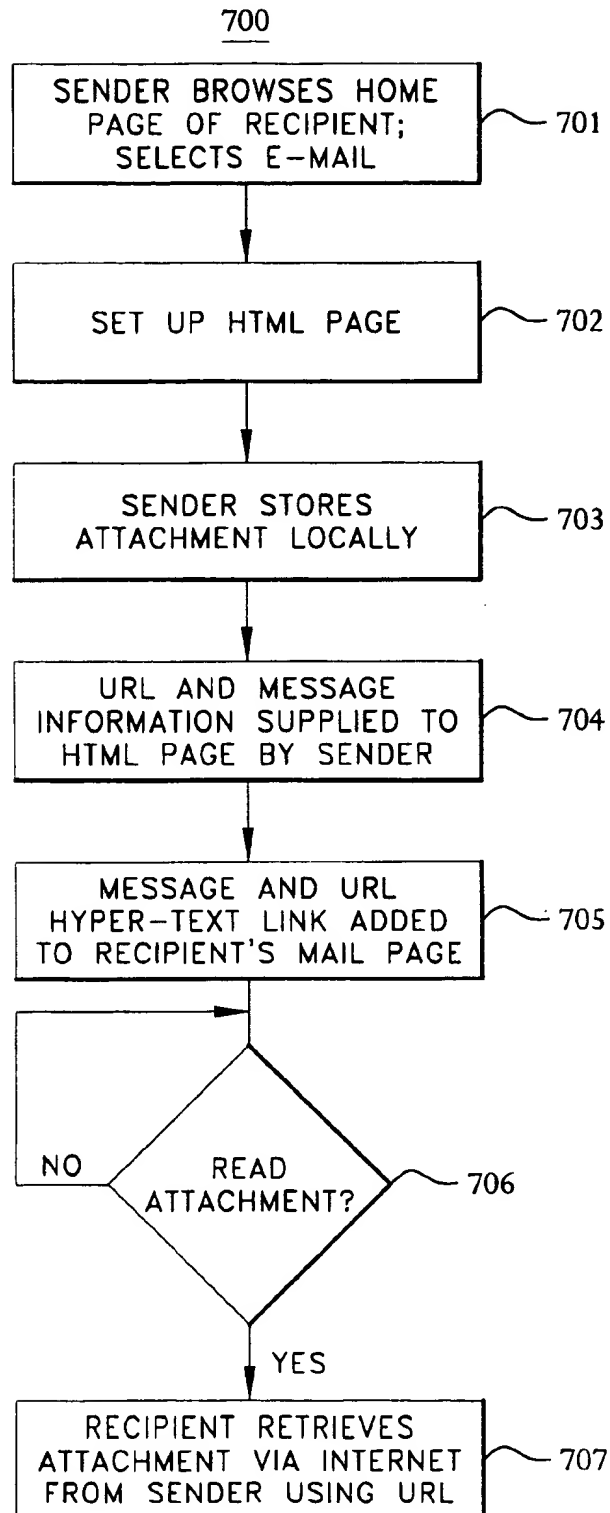 700
SENDER BROWSES HOME
PAGE OF RECIPIENT;
SELECTS E-MAIL
701
SET UP HTML PAGE
702
SENDER STORES
ATTACHMENT LOCALLY
703
URL AND MESSAGE
INFORMATION SUPPLIED TO
HTML PAGE BY SENDER
704
MESSAGE AND URL
HYPER-TEXT LINK ADDED
TO RECIPIENT'S MAIL PAGE
705
NO
READ
ATTACHMENT?
706
YES
RECIPIENT RETRIEVES
ATTACHMENT VIA INTERNET
FROM SENDER USING URL
707